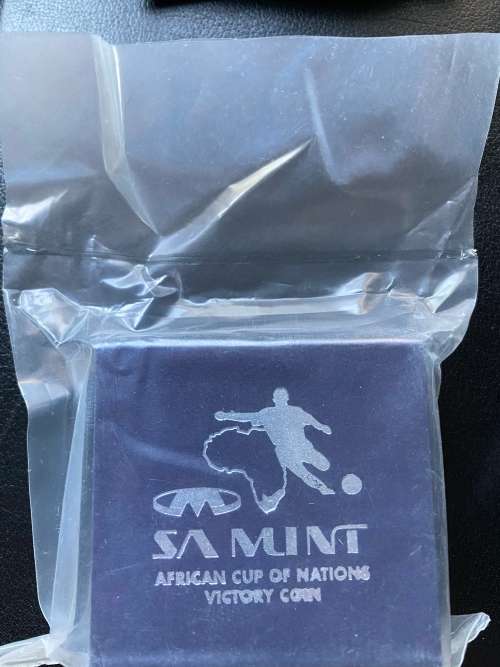 SA MINT
AFRICAN CUP OF NATIONS
VICTORY COIN